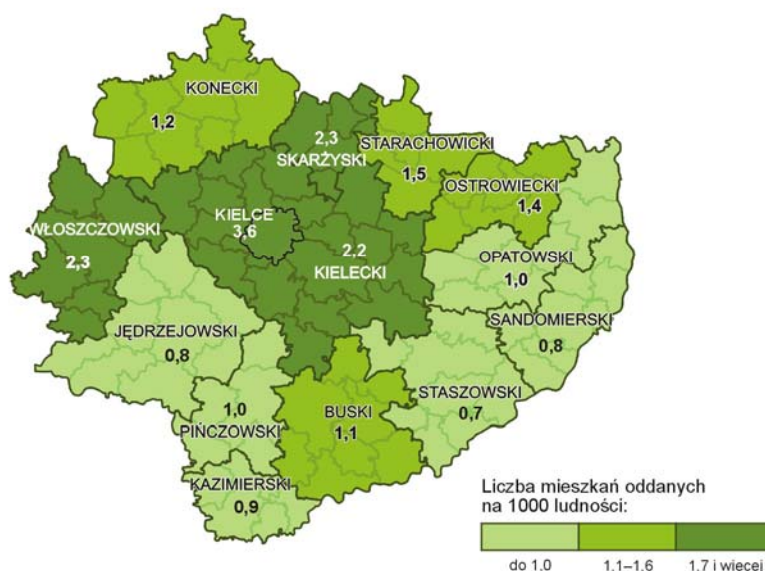 KONECKI
1,2
2,3
SKARŻYSKI
STARACHOWICKI
1,5
OSTROWIECKI
1,4
WŁOSZCZOWSKI
2,3
KIELCE
3,6
2,2
KIELECKI
OPATOWSKI
1,0
SANDOMIERSKI
0,8
JĘDRZEJOWSKI
0,8
1,0
PIŃCZOWSKI
BUSKI
1,1
STASZOWSKI
0,7
KAZIMIERSKI
0,9
Liczba mieszkań oddanych
na 1000 ludności:
do 1,0 1,1–1,6 1,7 i więcej